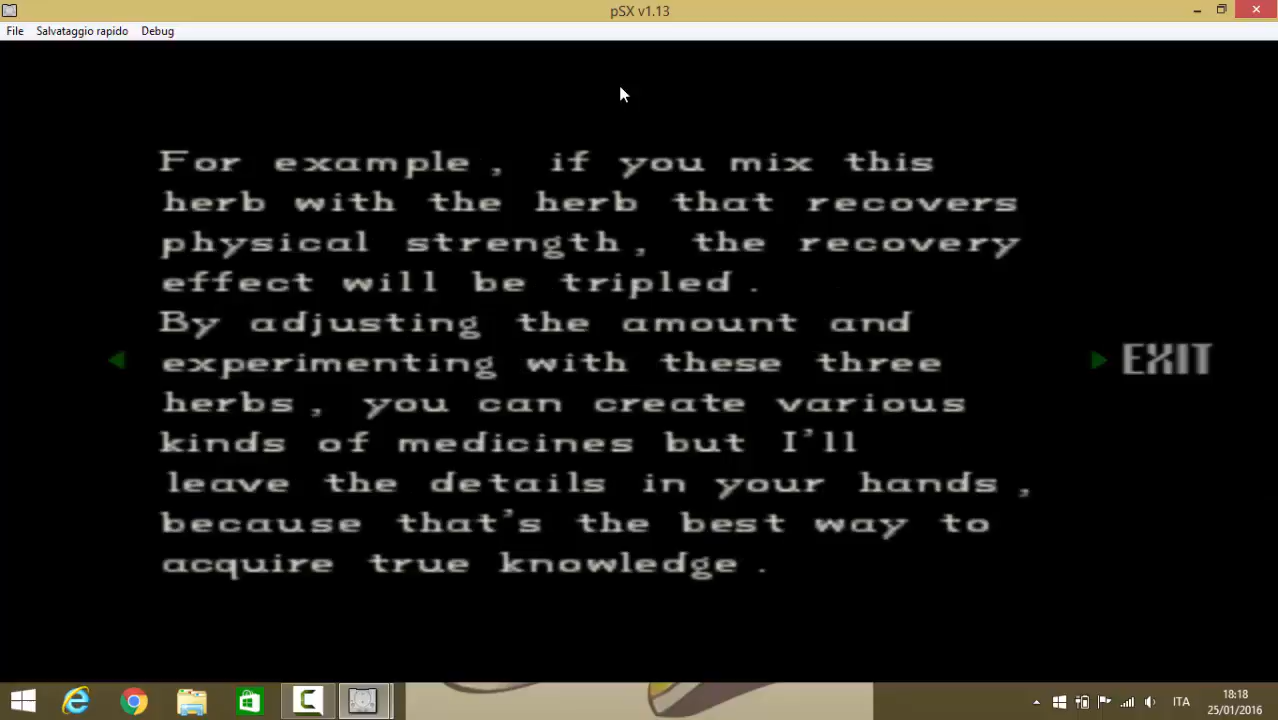 pSX v1.13
File Salvataggio rapido Debug
For example, if you mix this
herb with the herb that recovers
physical strength, the recovery
effect will be tripled.
By adjusting the amount and
experimenting with these three
herbs, you can create various
kinds of medicines but I'll
leave the details in your hands,
because that's the best way to
acquire true knowledge.
EXIT
ITA
18:18
25/01/2016